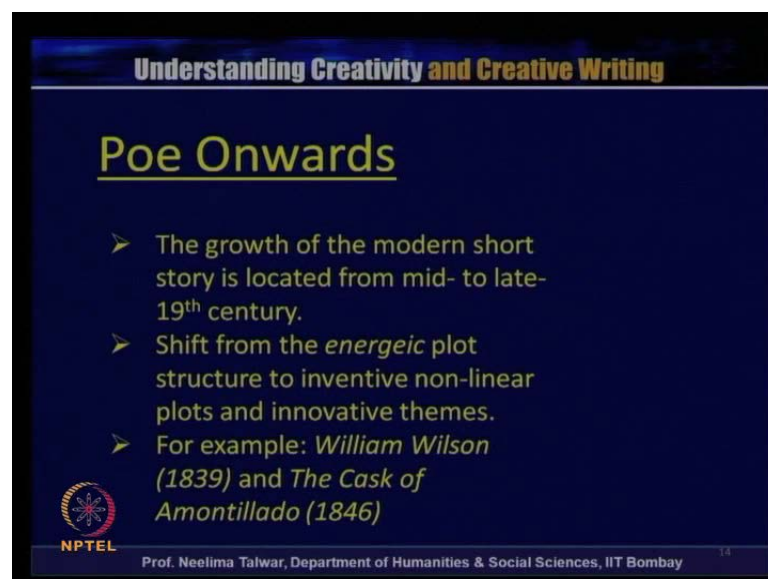 Understanding Creativity and Creative Writing
Poe Onwards
➢ The growth of the modern short
story is located from mid- to late-
19th century.
➢ Shift from the energeic plot
structure to inventive non-linear
plots and innovative themes.
➢ For example: William Wilson
(1839) and The Cask of
Amontillado (1846)
NPTEL
Prof. Neelima Talwar, Department of Humanities & Social Sciences, IIT Bombay
14